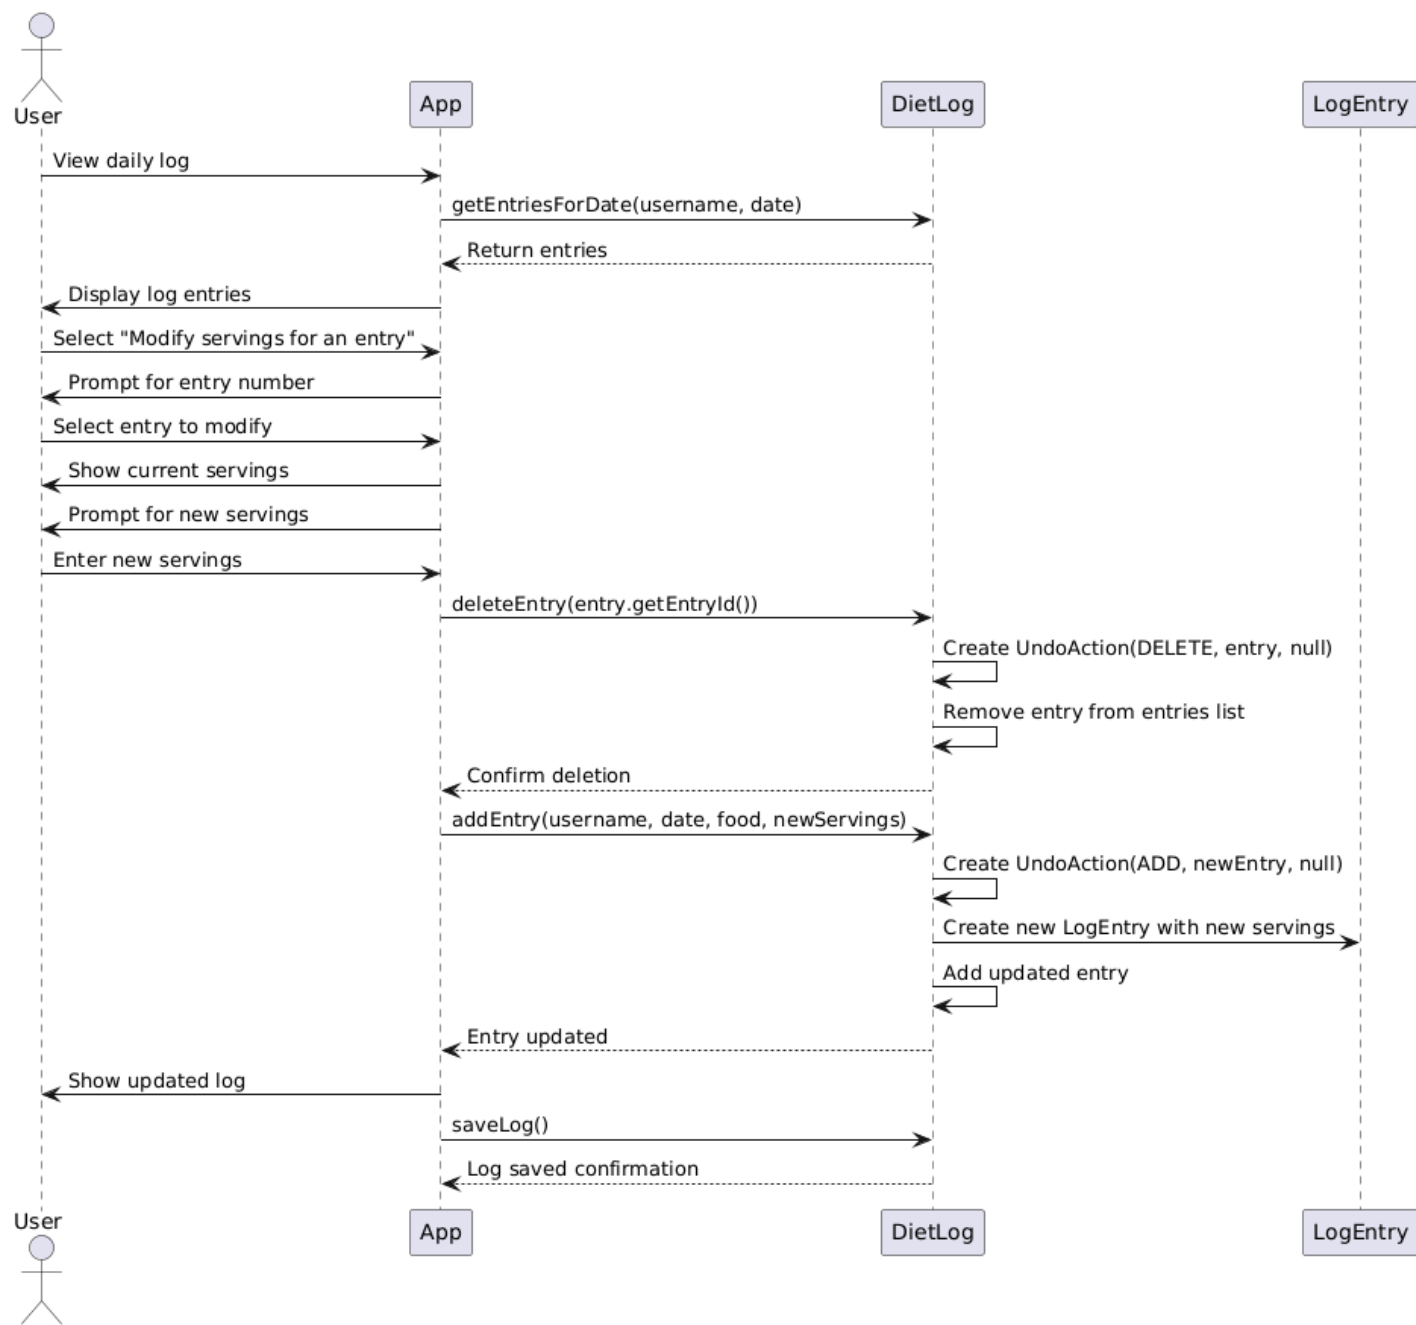 User
App
DietLog
LogEntry
View daily log
getEntriesForDate(username, date)
Return entries
Display log entries
Select "Modify servings for an entry"
Prompt for entry number
Select entry to modify
Show current servings
Prompt for new servings
Enter new servings
deleteEntry(entry.getEntryId())
Create UndoAction(DELETE, entry, null)
Remove entry from entries list
Confirm deletion
addEntry(username, date, food, newServings)
Create UndoAction(ADD, newEntry, null)
Create new LogEntry with new servings
Add updated entry
Entry updated
Show updated log
saveLog()
Log saved confirmation
User
App
DietLog
LogEntry